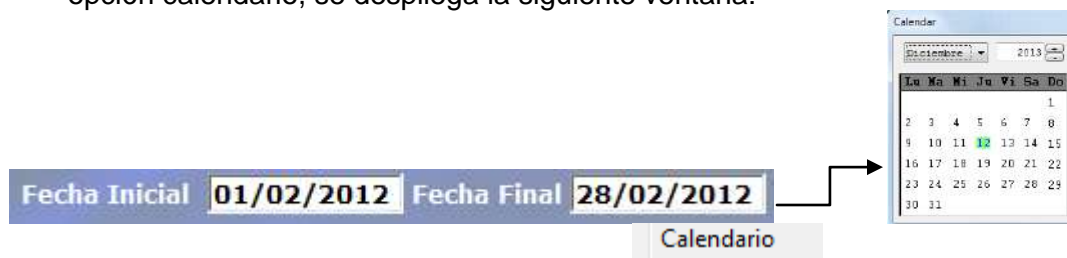 opción calendario, se despliega la siguiente ventana:
Calendar
Diciembre 2013
Lu Ma Mi Ju Vi Sa Do
1
2 3 4 5 6 7 8
9 10 11 12 13 14 15
16 17 18 19 20 21 22
23 24 25 26 27 28 29
30 31
Fecha Inicial 01/02/2012 Fecha Final 28/02/2012
Calendario